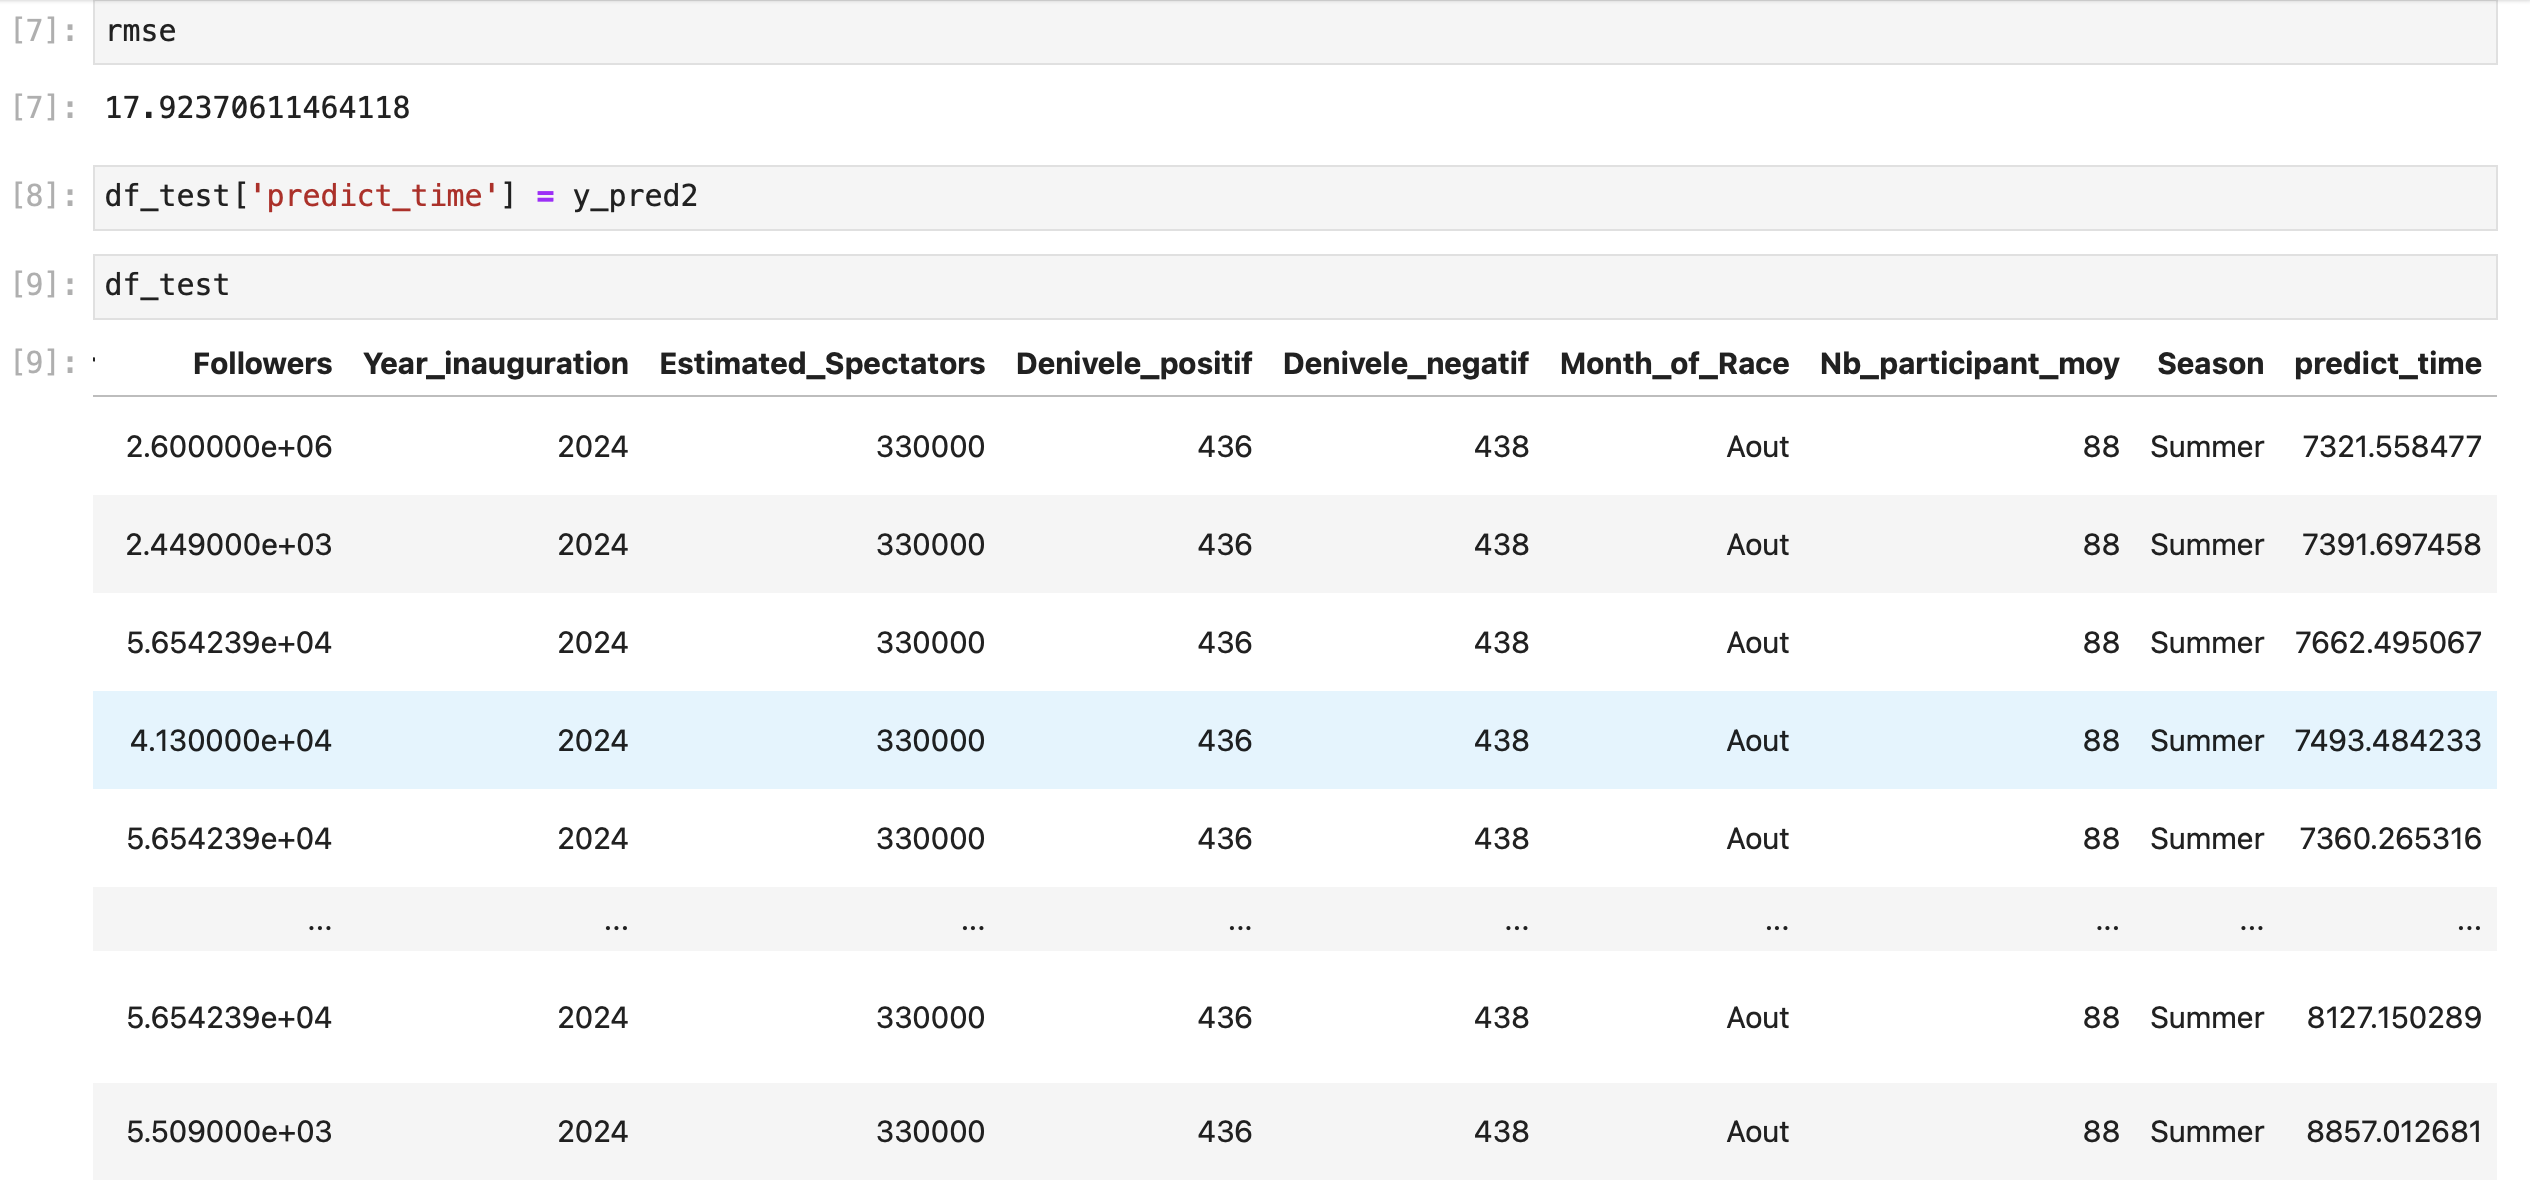 [7]: rmse
[7]: 17.92370611464118
[8]: df_test['predict_time'] = y_pred2
[9]: df_test
[9]: Followers Year_inauguration Estimated_Spectators Denivele_positif Denivele_negatif Month_of_Race Nb_participant_moy Season predict_time
2.600000e+06 2024 330000 436 438 Aout 88 Summer 7321.558477
2.449000e+03 2024 330000 436 438 Aout 88 Summer 7391.697458
5.654239e+04 2024 330000 436 438 Aout 88 Summer 7662.495067
4.130000e+04 2024 330000 436 438 Aout 88 Summer 7493.484233
5.654239e+04 2024 330000 436 438 Aout 88 Summer 7360.265316
... ... ... ... ... ... ... ... ...
5.654239e+04 2024 330000 436 438 Aout 88 Summer 8127.150289
5.509000e+03 2024 330000 436 438 Aout 88 Summer 8857.012681